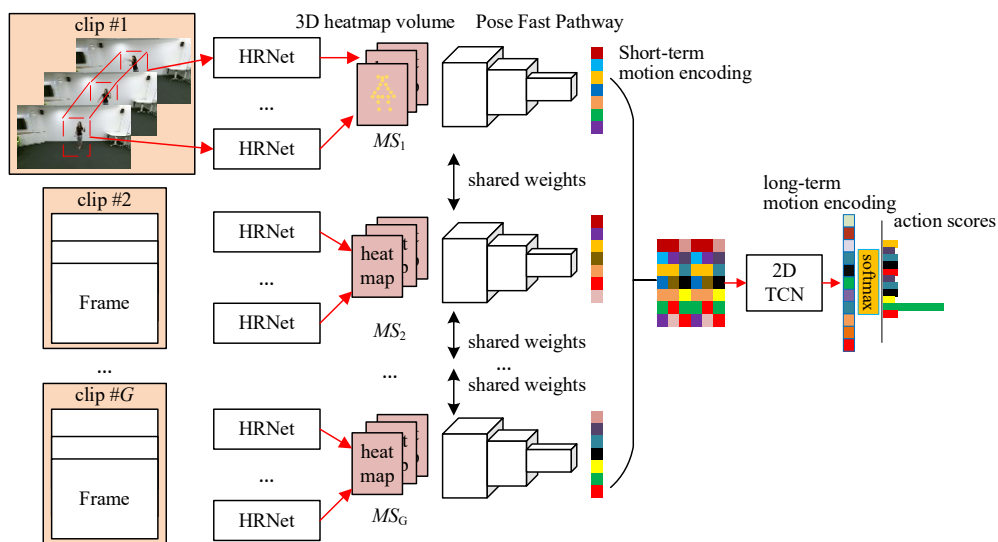 clip #1
3D heatmap volume
Pose Fast Pathway
HRNet
...
HRNet
MS1
Short-term
motion encoding
shared weights
clip #2
Frame
HRNet
...
HRNet
heat
map
MS2
shared weights
long-term
motion encoding
action scores
2D
TCN
softmax
...
...
...
shared weights
clip #G
Frame
HRNet
...
HRNet
heat
map
MSG